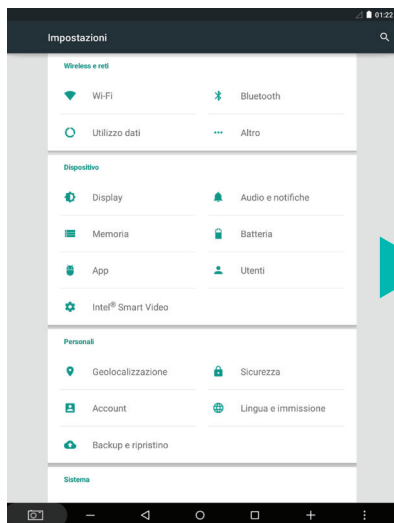 01:22
Impostazioni
Wireless e reti
Wi-Fi
Bluetooth
Utilizzo dati
Altro
Dispositivo
Display
Audio e notifiche
Memoria
Batteria
App
Utenti
Intel® Smart Video
Personali
Geolocalizzazione
Sicurezza
Account
Lingua e immissione
Backup e ripristino
Sistema